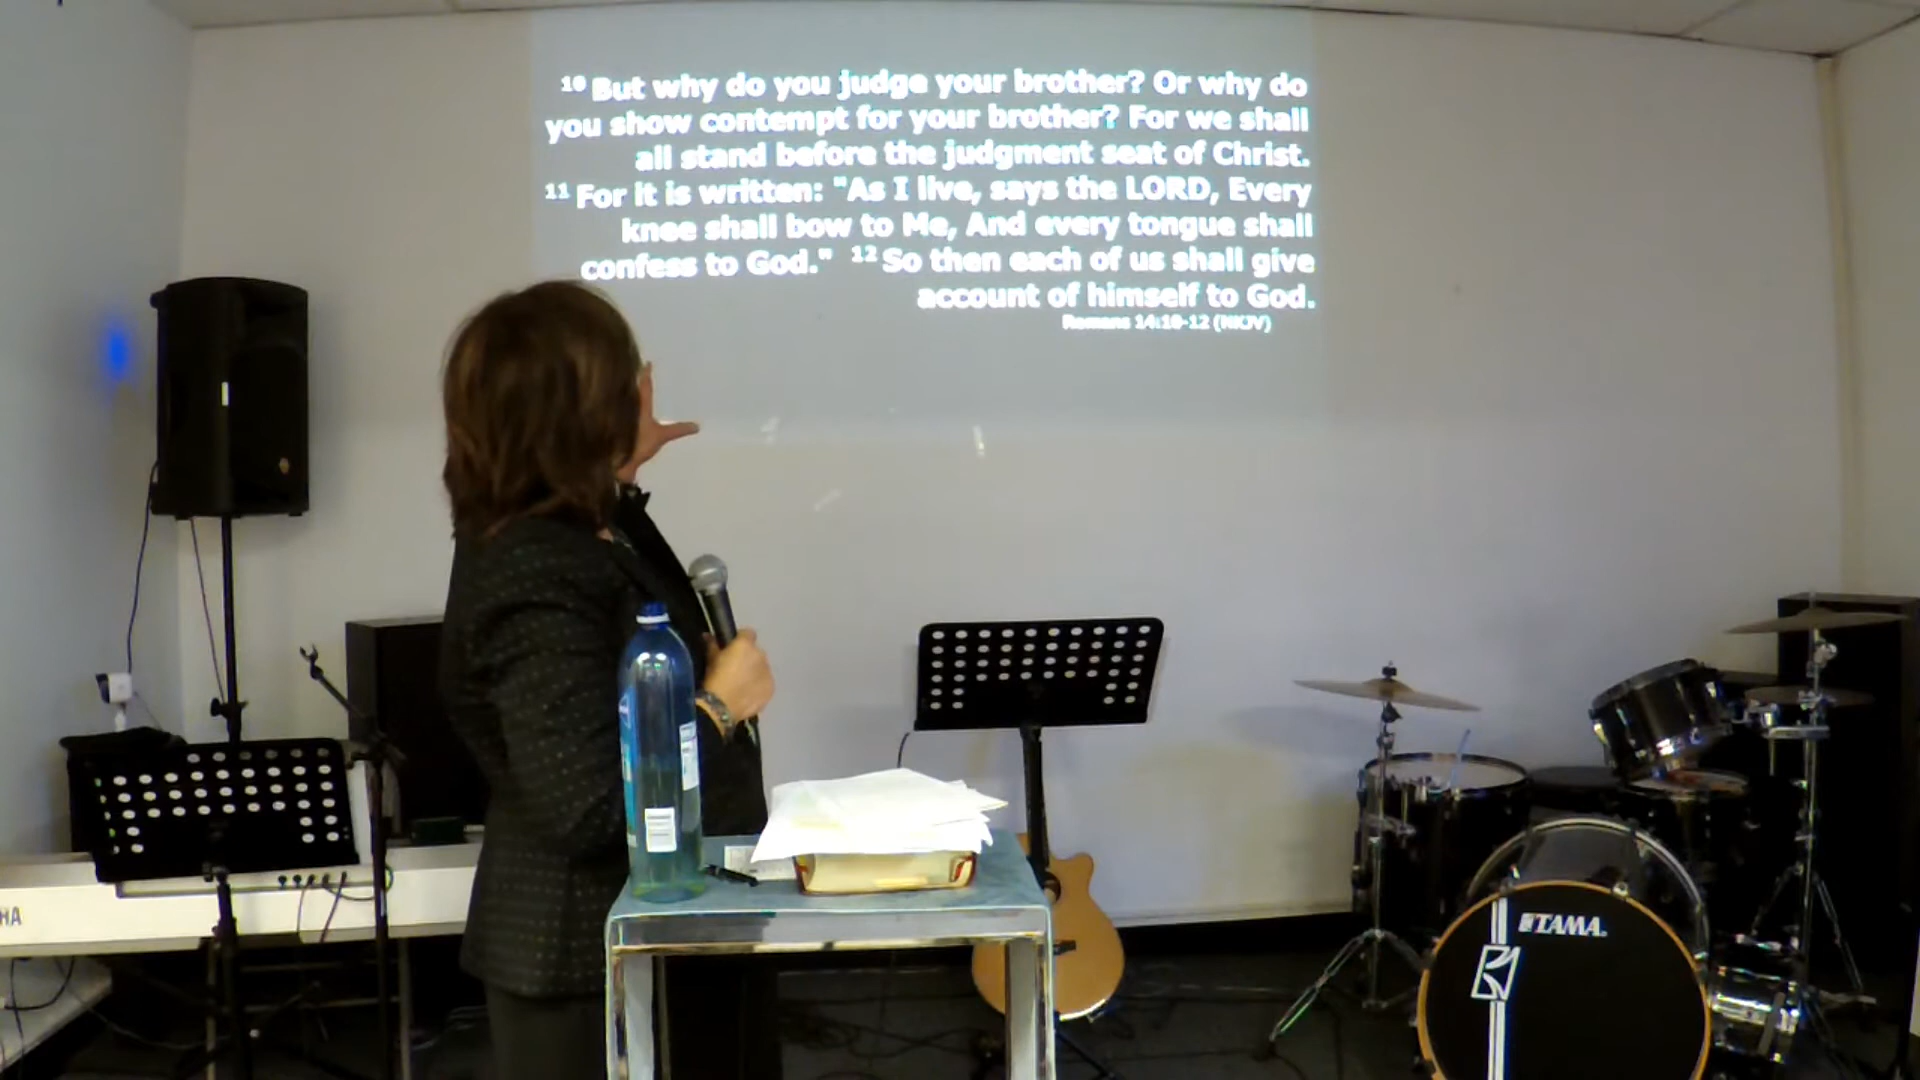 10 But why do you judge your brother? Or why do
you show contempt for your brother? For we shall
all stand before the judgment seat of Christ.
11 For it is written: "As I live, says the LORD, Every
knee shall bow to Me, And every tongue shall
confess to God." 12 So then each of us shall give
account of himself to God.
Romans 14:10-12 (NKJV)
HA
TAMA